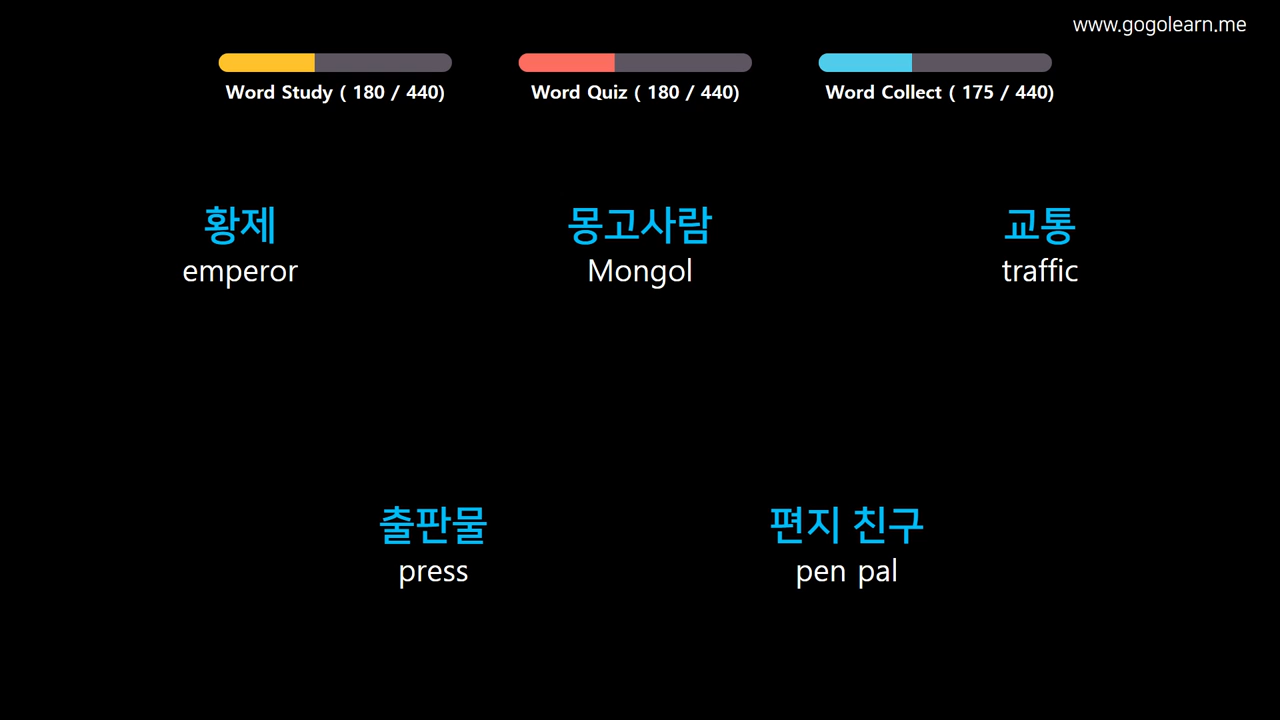 www.gogolearn.me
Word Study ( 180 / 440)
Word Quiz ( 180 / 440)
Word Collect ( 175 / 440)
황제
emperor
몽고사람
Mongol
교통
traffic
출판물
press
편지 친구
pen pal